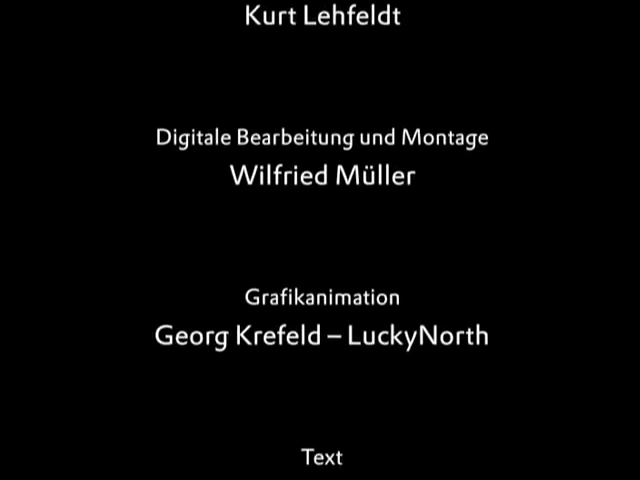 Kurt Lehfeldt
Digitale Bearbeitung und Montage
Wilfried Müller
Grafikanimation
Georg Krefeld – LuckyNorth
Text